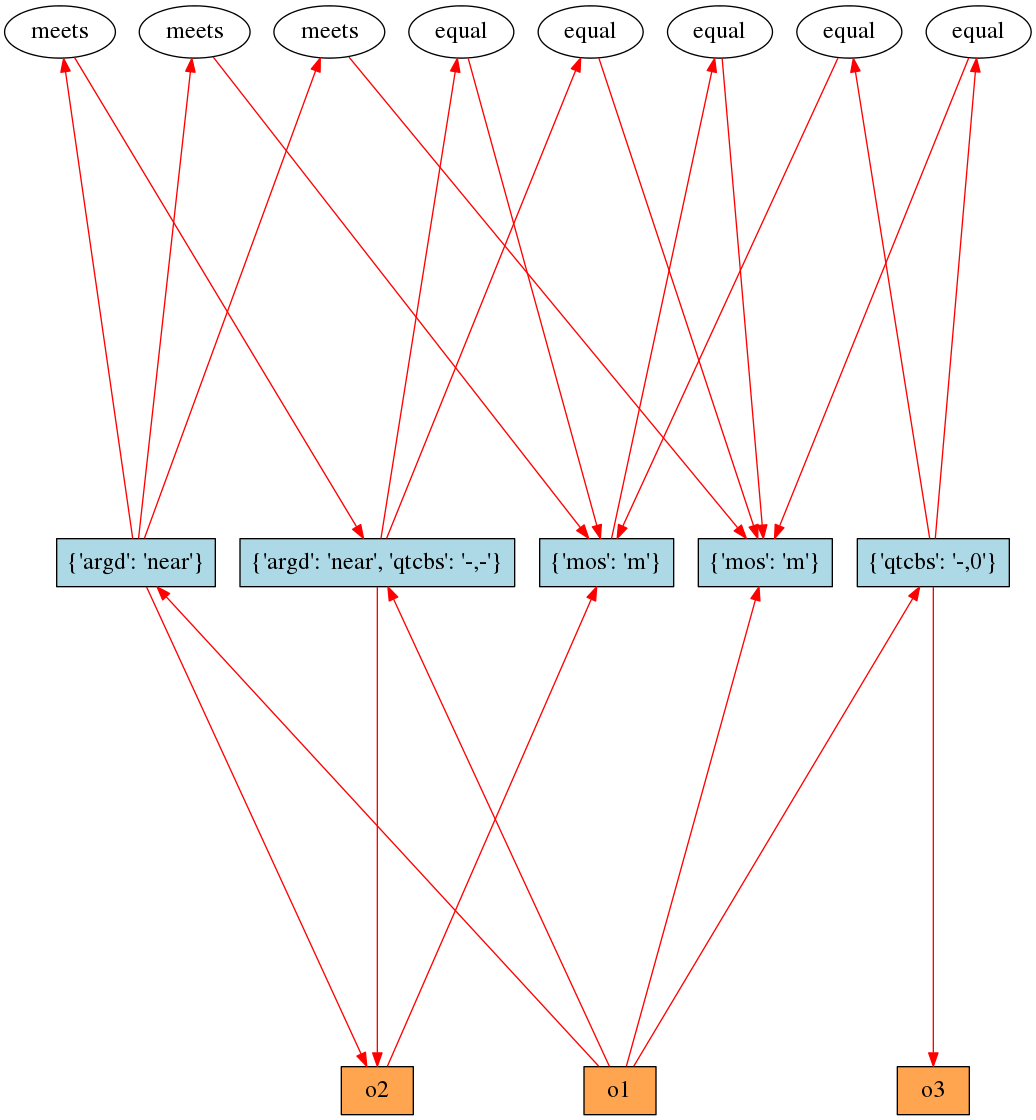 meets meets meets equal equal equal equal equal
{'argd': 'near'} {'argd': 'near', 'qtcbs': '-,-'} {'mos': 'm'} {'mos': 'm'} {'qtcbs': '-,0'}
o2 o1 o3